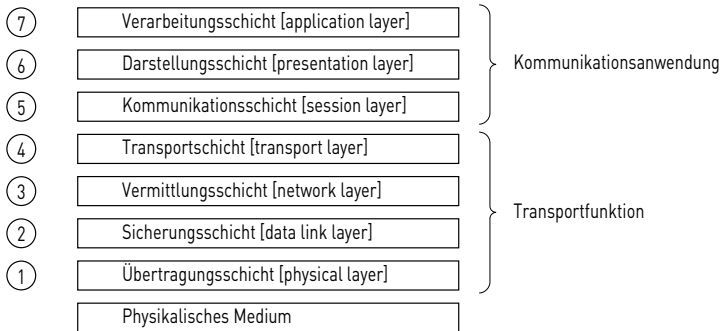 7 Verarbeitungsschicht [application layer]
6 Darstellungsschicht [presentation layer] Kommunikationsanwendung
5 Kommunikationsschicht [session layer]
4 Transportschicht [transport layer]
3 Vermittlungsschicht [network layer]
Transportfunktion
2 Sicherungsschicht [data link layer]
1 Übertragungsschicht [physical layer]
Physikalisches Medium